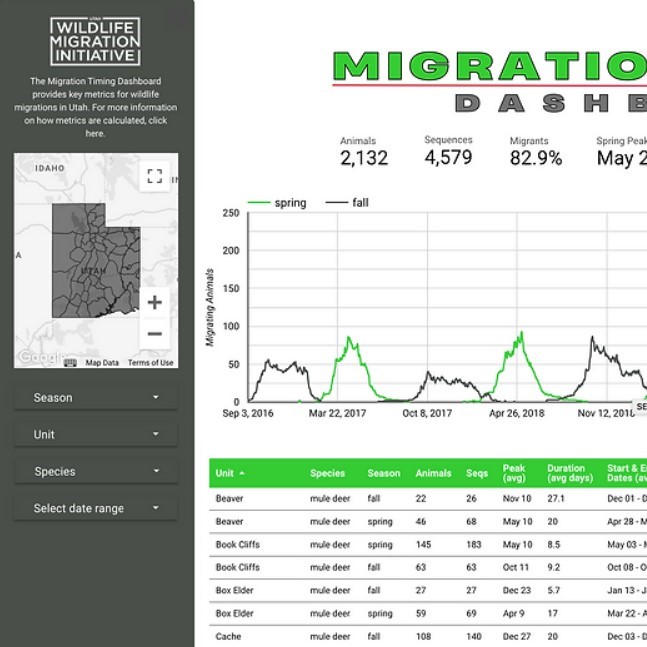 UTAH
WILDLIFE
MIGRATION
INITIATIVE
The Migration Timing Dashboard
provides key metrics for wildlife
migrations in Utah. For more information
on how metrics are calculated, click
here.
IDAHO
UTAH
Google
Map Data Terms of Use
Season
Unit
Species
Select date range
MIGRATIO
DASHB
Animals Sequences Migrants Spring Peak
2,132 4,579 82.9% May 2
spring fall
Migrating Animals
250
200
150
100
50
0
Sep 3, 2016 Mar 22, 2017 Oct 8, 2017 Apr 26, 2018 Nov 12, 2018 SE
Unit Species Season Animals Seqs Peak (avg) Duration (avg days) Start & E Dates (av
Beaver mule deer fall 22 26 Nov 10 27.1 Dec 01 - D
Beaver mule deer spring 46 68 May 10 20 Apr 28 - M
Book Cliffs mule deer spring 145 183 May 10 8.5 May 03 - M
Book Cliffs mule deer fall 63 63 Oct 11 9.2 Oct 08 - O
Box Elder mule deer fall 27 27 Dec 23 5.7 Jan 13 - J
Box Elder mule deer spring 59 69 Apr 9 17 Mar 22 - A
Cache mule deer fall 108 140 Dec 27 20 Dec 03 - D